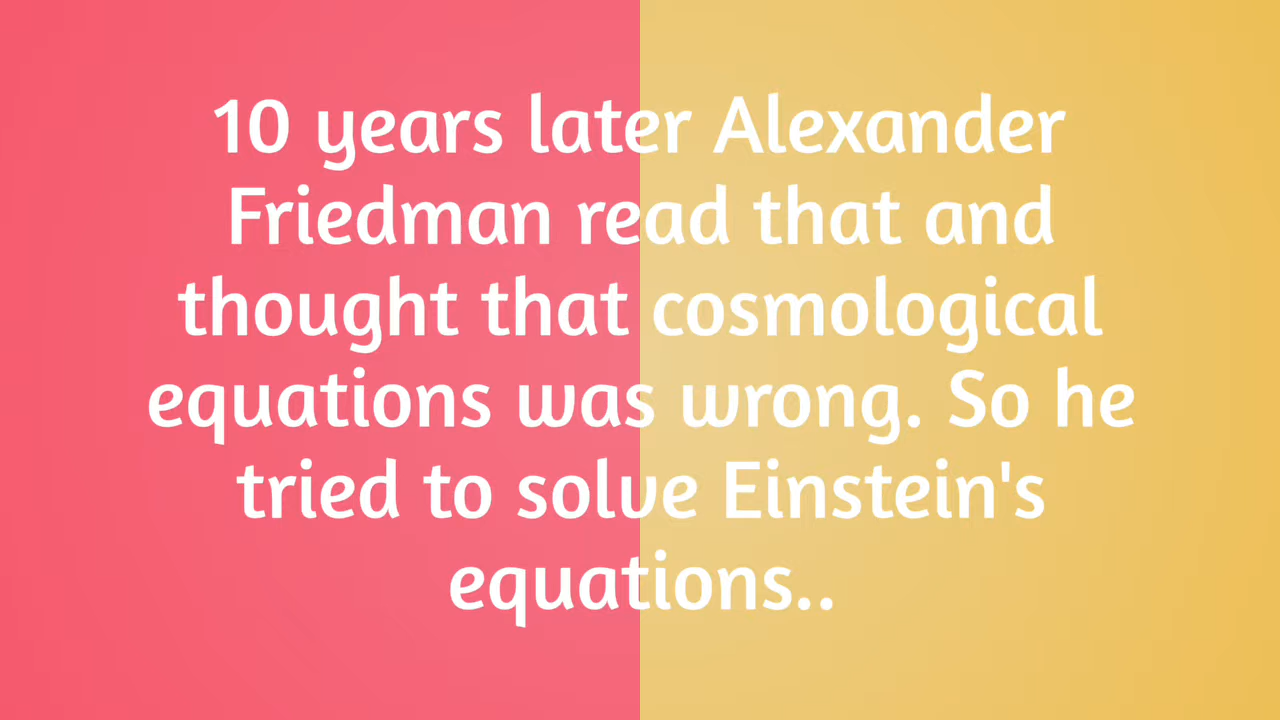 10 years later Alexander
Friedman read that and
thought that cosmological
equations was wrong. So he
tried to solve Einstein's
equations..